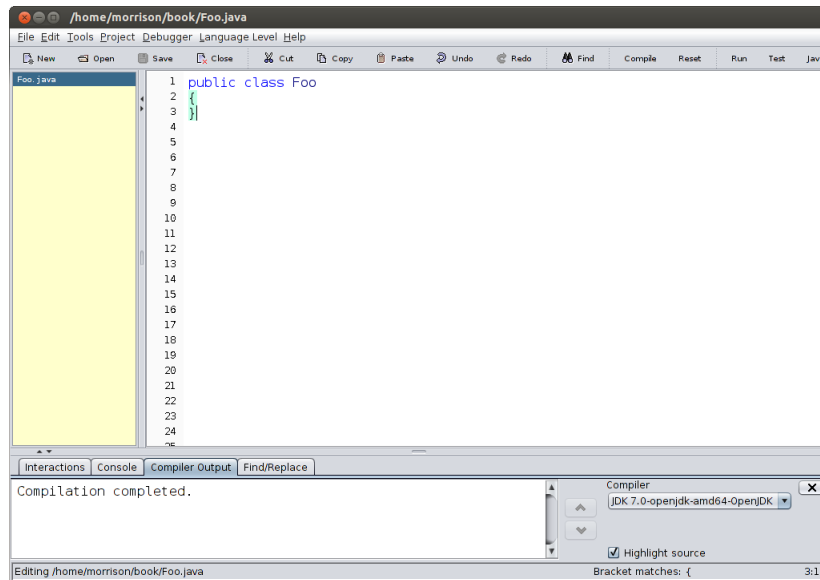 /home/morrison/book/Foo.java
File Edit Tools Project Debugger Language Level Help
New Open Save Close Cut Copy Paste Undo Redo Find Compile Reset Run Test Jav
Foo.java
1 public class Foo
2 {
3 }
4
5
6
7
8
9
10
11
12
13
14
15
16
17
18
19
20
21
22
23
24
25
Interactions Console Compiler Output Find/Replace
Compilation completed.
Compiler
JDK 7.0-openjdk-amd64-OpenJDK
Highlight source
Editing /home/morrison/book/Foo.java Bracket matches: { 3:1